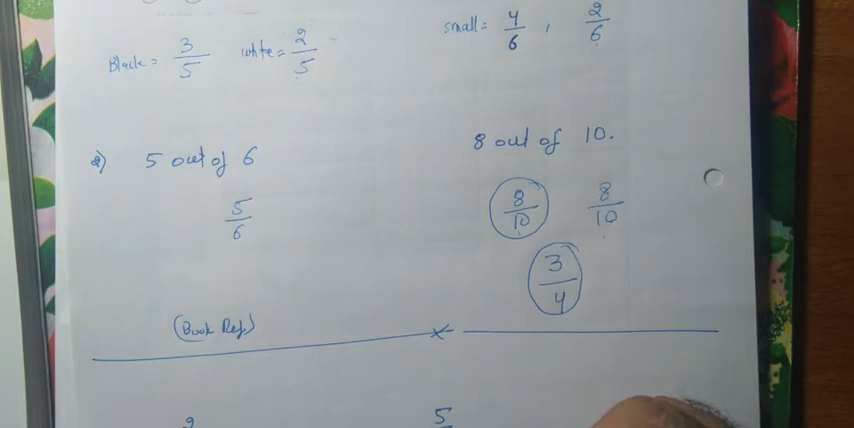 Black = 3/5 white = 2/5
small = 4/6 , 2/6
2) 5 out of 6
5/6
8 out of 10.
8/10 8/10
3/4
(Book Ref)
5